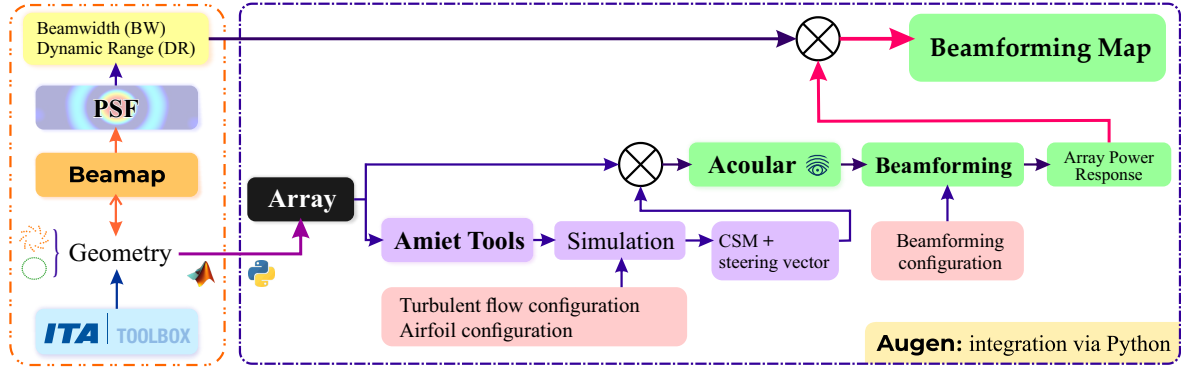 Beamwidth (BW)
Dynamic Range (DR)
PSF
Beamap
Geometry
ITA TOOLBOX
Array
Amiet Tools
Simulation
CSM +
steering vector
Turbulent flow configuration
Airfoil configuration
Acoular
Beamforming
Array Power
Response
Beamforming
configuration
Beamforming Map
Augen: integration via Python